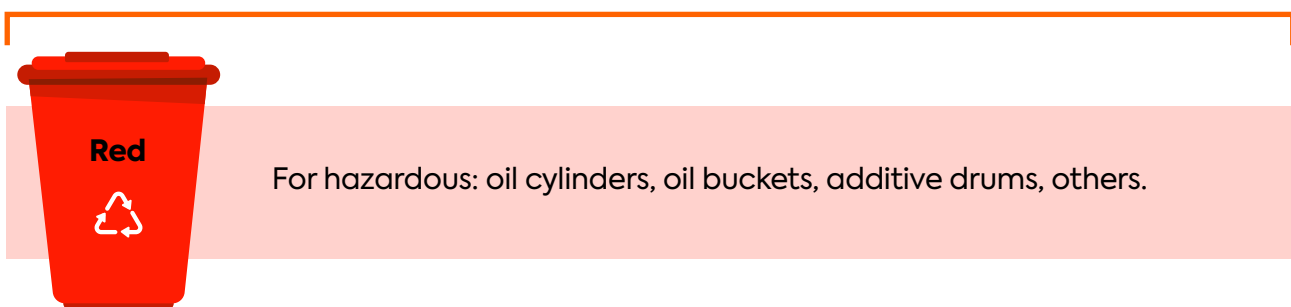 Red
For hazardous: oil cylinders, oil buckets, additive drums, others.